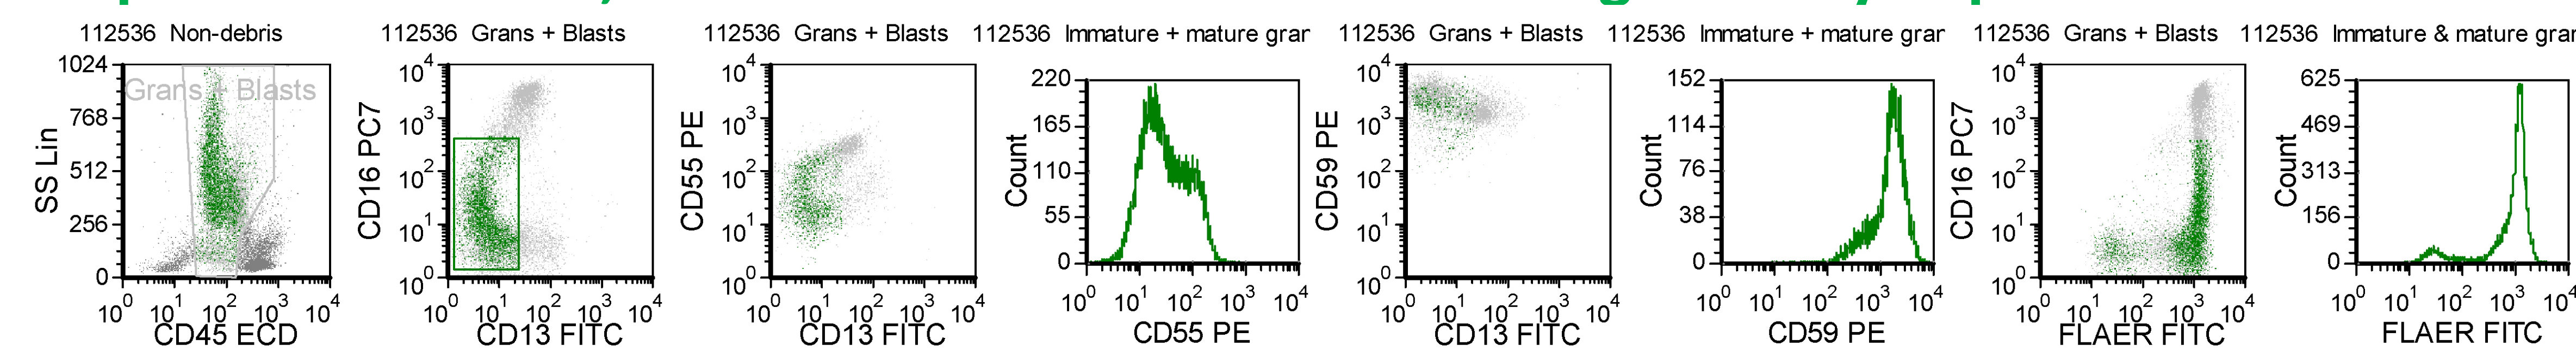 112536 Non-debris
1024
768
512
256
0
SS Lin
Grans + Blasts
10^0 10^1 10^2 10^3 10^4
CD45 ECD
112536 Grans + Blasts
10^4
10^3
10^2
10^1
10^0
CD16 PC7
10^0 10^1 10^2 10^3 10^4
CD13 FITC
112536 Grans + Blasts
10^4
10^3
10^2
10^1
10^0
CD55 PE
10^0 10^1 10^2 10^3 10^4
CD13 FITC
112536 Immature + mature gran
220
165
110
55
0
Count
10^0 10^1 10^2 10^3 10^4
CD55 PE
112536 Grans + Blasts
10^4
10^3
10^2
10^1
10^0
CD59 PE
10^0 10^1 10^2 10^3 10^4
CD13 FITC
112536 Immature + mature gran
152
114
76
38
0
Count
10^0 10^1 10^2 10^3 10^4
CD59 PE
112536 Grans + Blasts
10^4
10^3
10^2
10^1
10^0
CD16 PC7
10^0 10^1 10^2 10^3 10^4
FLAER FITC
112536 Immature & mature gran
625
469
313
156
0
Count
10^0 10^1 10^2 10^3 10^4
FLAER FITC